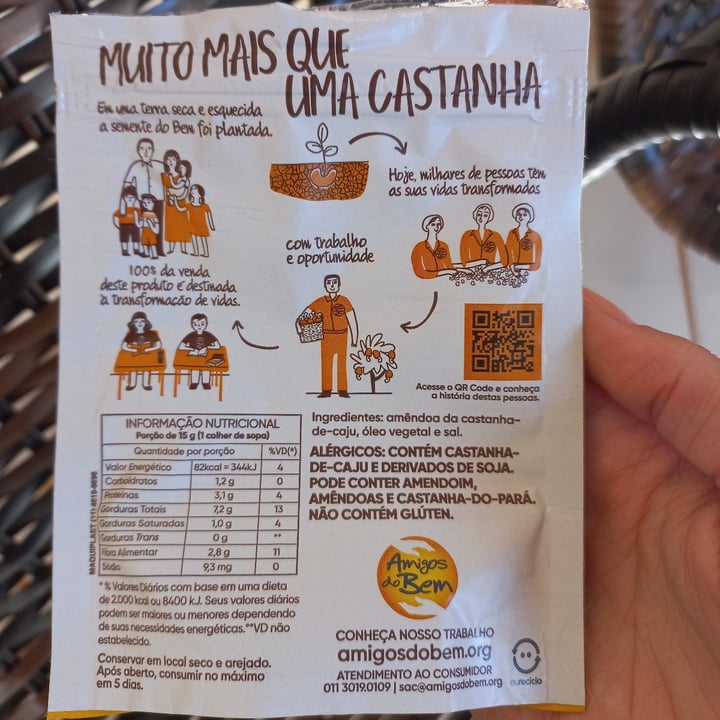 MUITO MAIS QUE
UMA CASTANHA
Em uma terra seca e esquecida
a semente do Bem foi plantada.
Hoje, milhares de pessoas têm
as suas vidas transformadas
com trabalho
e oportunidade
100% da venda
deste produto é destinada
à transformação de vidas.
Acesse o QR Code e conheça
a história destas pessoas.
INFORMAÇÃO NUTRICIONAL
Porção de 15 g (1 colher de sopa)
Quantidade por porção %VD(*)
Valor Energético 82kcal = 344kJ 4
Carboidratos 1,2 g 0
Proteínas 3,1 g 4
Gorduras Totais 7,2 g 13
Gorduras Saturadas 1,0 g 4
Gorduras Trans 0 g **
Fibra Alimentar 2,8 g 11
Sódio 9,3 mg 0
*% Valores Diários com base em uma dieta
de 2.000 kcal ou 8400 kJ. Seus valores diários
podem ser maiores ou menores dependendo
de suas necessidades energéticas.**VD não
estabelecido.
Conservar em local seco e arejado.
Após aberto, consumir no máximo
em 5 dias.
MAQUIPLAST (11) 4619-9696
Ingredientes: amêndoa da castanha-
de-caju, óleo vegetal e sal.
ALÉRGICOS: CONTÉM CASTANHA-
DE-CAJU E DERIVADOS DE SOJA.
PODE CONTER AMENDOIM,
AMÊNDOAS E CASTANHA-DO-PARÁ.
NÃO CONTÉM GLÚTEN.
Amigos
do Bem
CONHEÇA NOSSO TRABALHO
amigosdobem.org
ATENDIMENTO AO CONSUMIDOR
011 3019.0109 | sac@amigosdobem.org
eureciclo